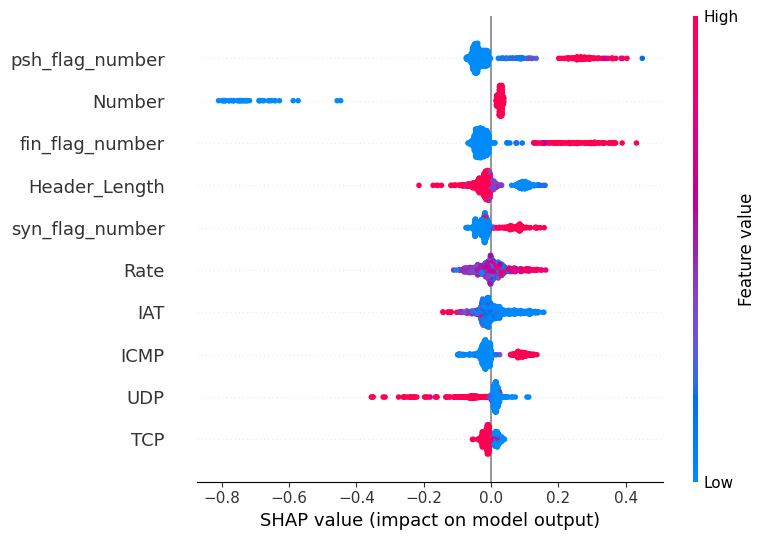 High
psh_flag_number
Number
fin_flag_number
Header_Length
syn_flag_number
Rate
IAT
ICMP
UDP
TCP
Feature value
Low
−0.8 −0.6 −0.4 −0.2 0.0 0.2 0.4
SHAP value (impact on model output)